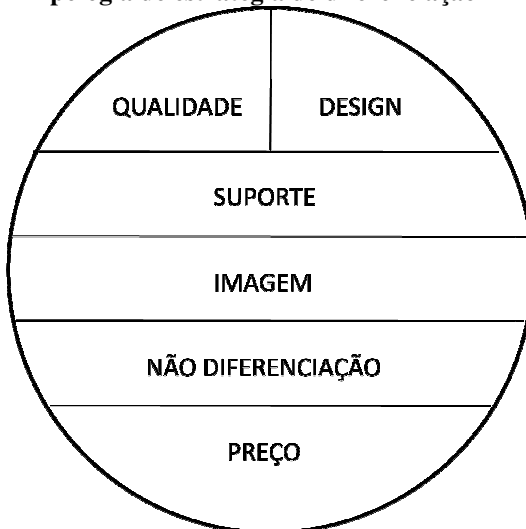 QUALIDADE DESIGN
SUPORTE
IMAGEM
NÃO DIFERENCIAÇÃO
PREÇO